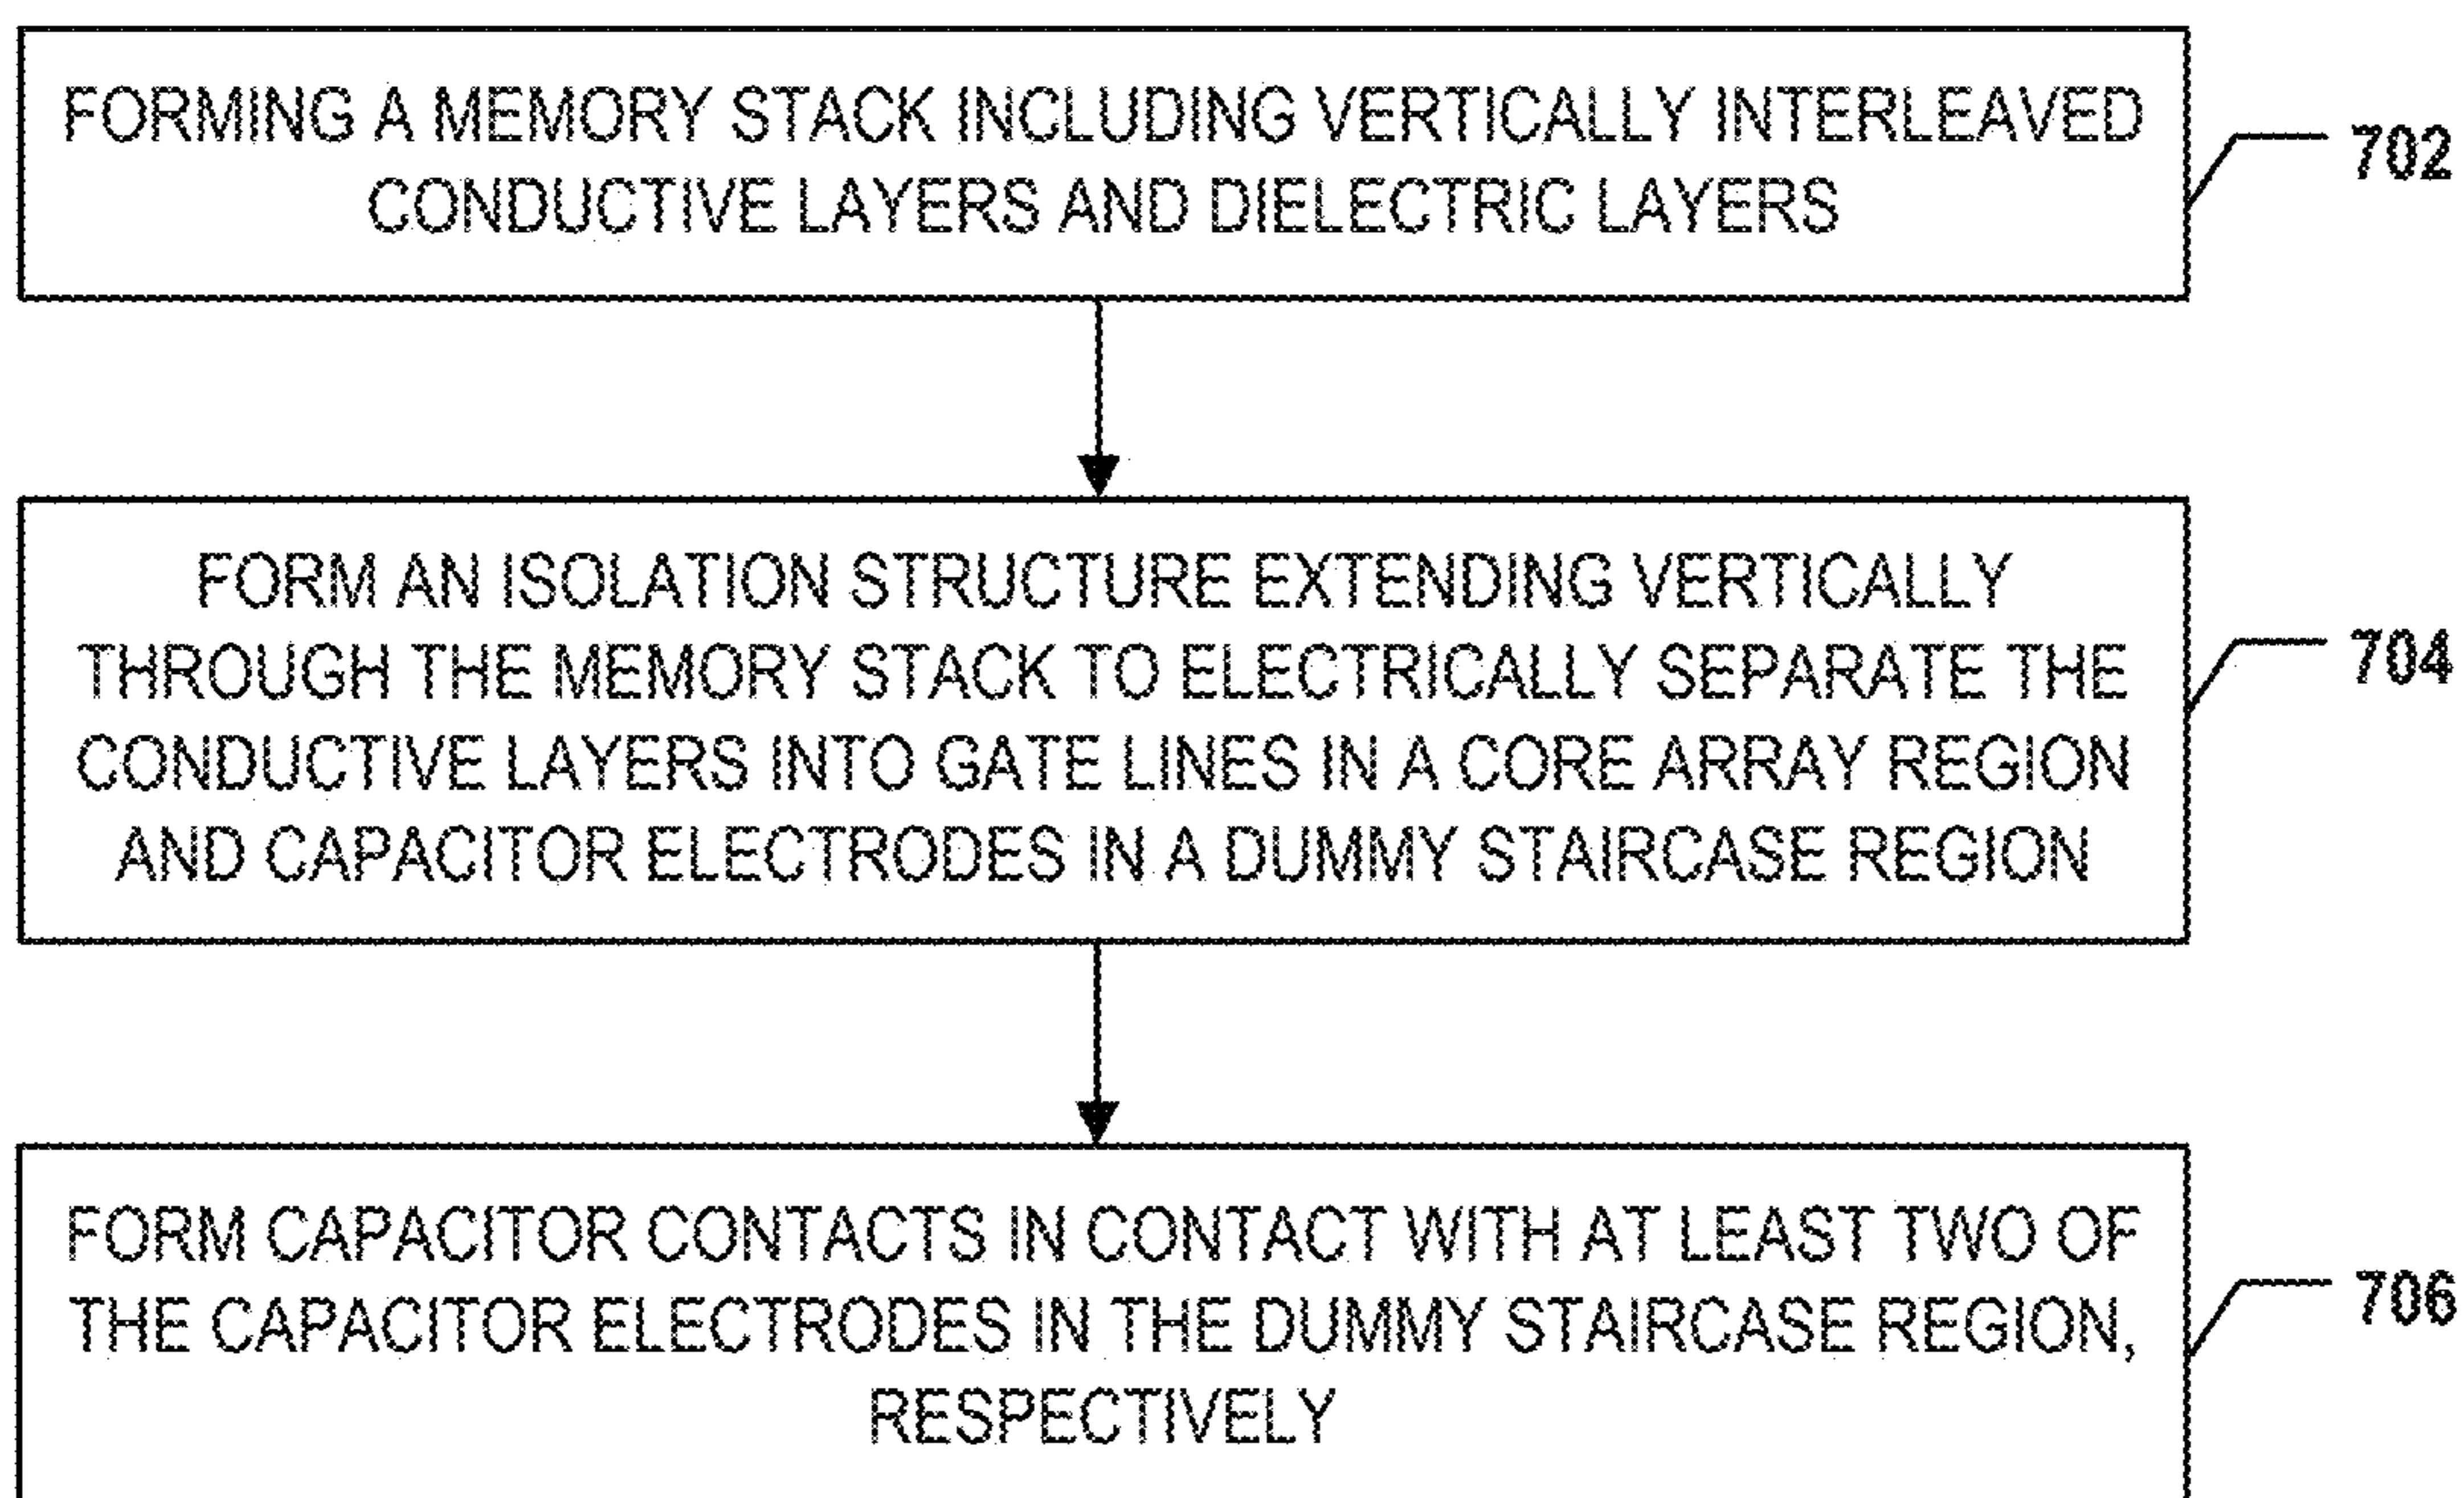 FORMING A MEMORY STACK INCLUDING VERTICALLY INTERLEAVED
CONDUCTIVE LAYERS AND DIELECTRIC LAYERS
702
FORM AN ISOLATION STRUCTURE EXTENDING VERTICALLY
THROUGH THE MEMORY STACK TO ELECTRICALLY SEPARATE THE
CONDUCTIVE LAYERS INTO GATE LINES IN A CORE ARRAY REGION
AND CAPACITOR ELECTRODES IN A DUMMY STAIRCASE REGION
704
FORM CAPACITOR CONTACTS IN CONTACT WITH AT LEAST TWO OF
THE CAPACITOR ELECTRODES IN THE DUMMY STAIRCASE REGION,
RESPECTIVELY
706